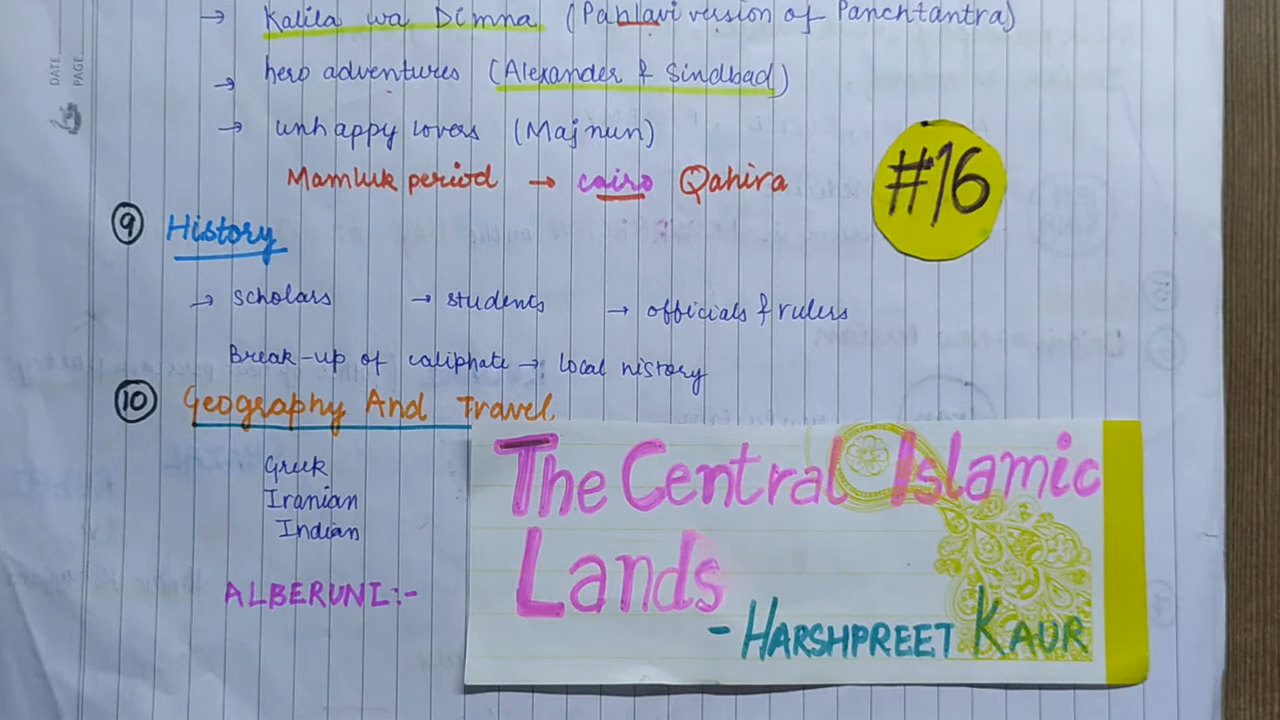 DATE
PAGE
→ Kalila wa Dimna (Pahlavi version of Panchtantra)
→ hero adventures (Alexander & Sindbad)
→ unhappy lovers (Majnun)
Mamluk period → cairo Qahira
#16
9 History
→ scholars → students → officials & rulers
Break-up of caliphate → local history
10 Geography And Travel
Greek
Iranian
Indian
ALBERUNI:-
The Central Islamic
Lands
- HARSHPREET KAUR